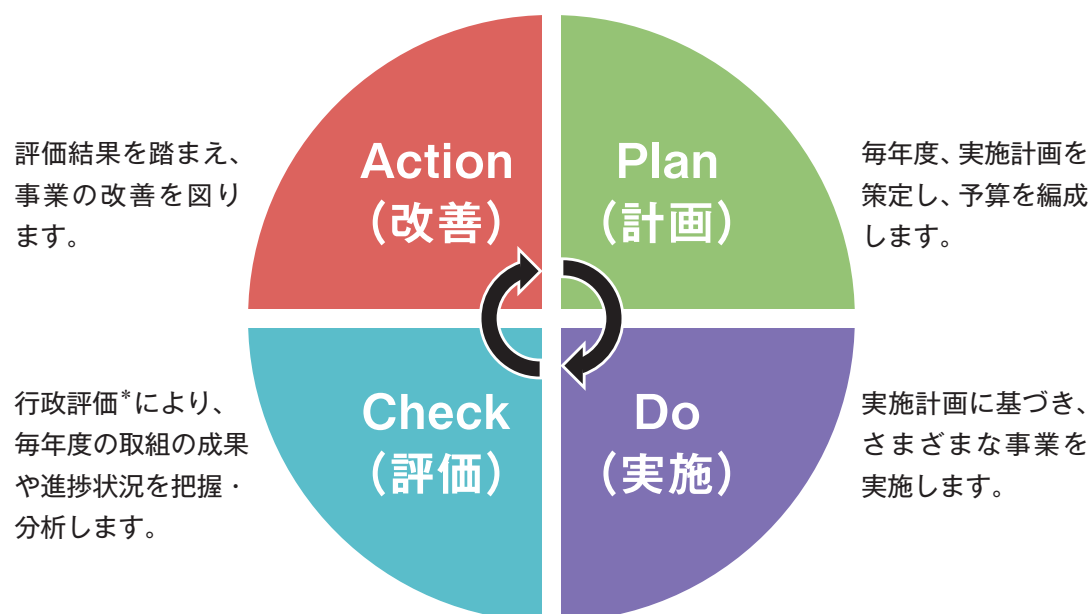 評価結果を踏まえ、
事業の改善を図り
ます。
Action
（改善）
Plan
（計画）
毎年度、実施計画を
策定し、予算を編成
します。
行政評価*により、
毎年度の取組の成果
や進捗状況を把握・
分析します。
Check
（評価）
Do
（実施）
実施計画に基づき、
さまざまな事業を
実施します。